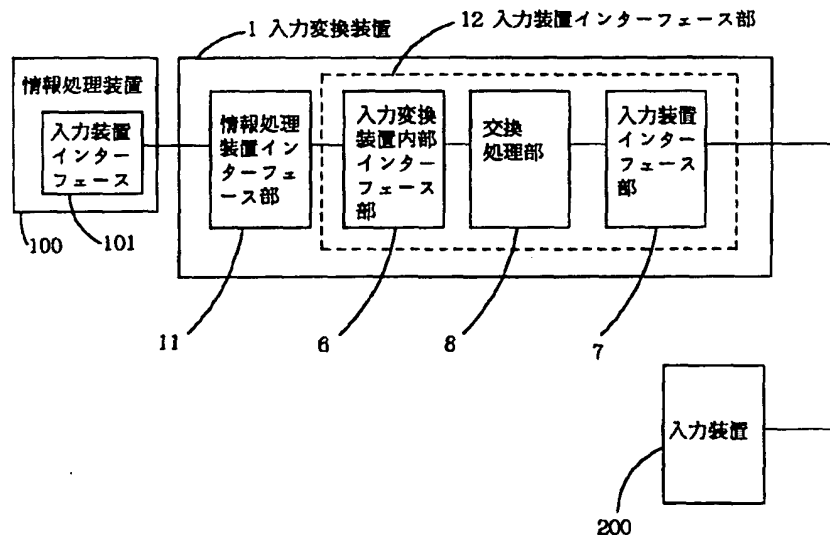 1 入力変換装置
12 入力装置インターフェース部
情報処理装置
入力装置
インター
フェース
100
101
情報処理
装置イン
ターフェ
ース部
入力変換
装置内部
インター
フェース
部
交換
処理部
入力装置
インター
フェース
部
11
6
8
7
入力装置
200